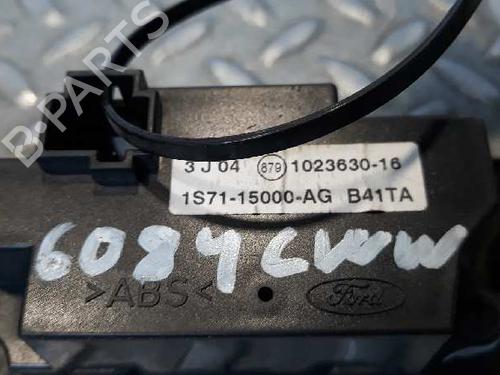 B-PARTS
3 J 04 879 1023630-16
1S71-15000-AG B41TA
6084CWW
>ABS<
Ford